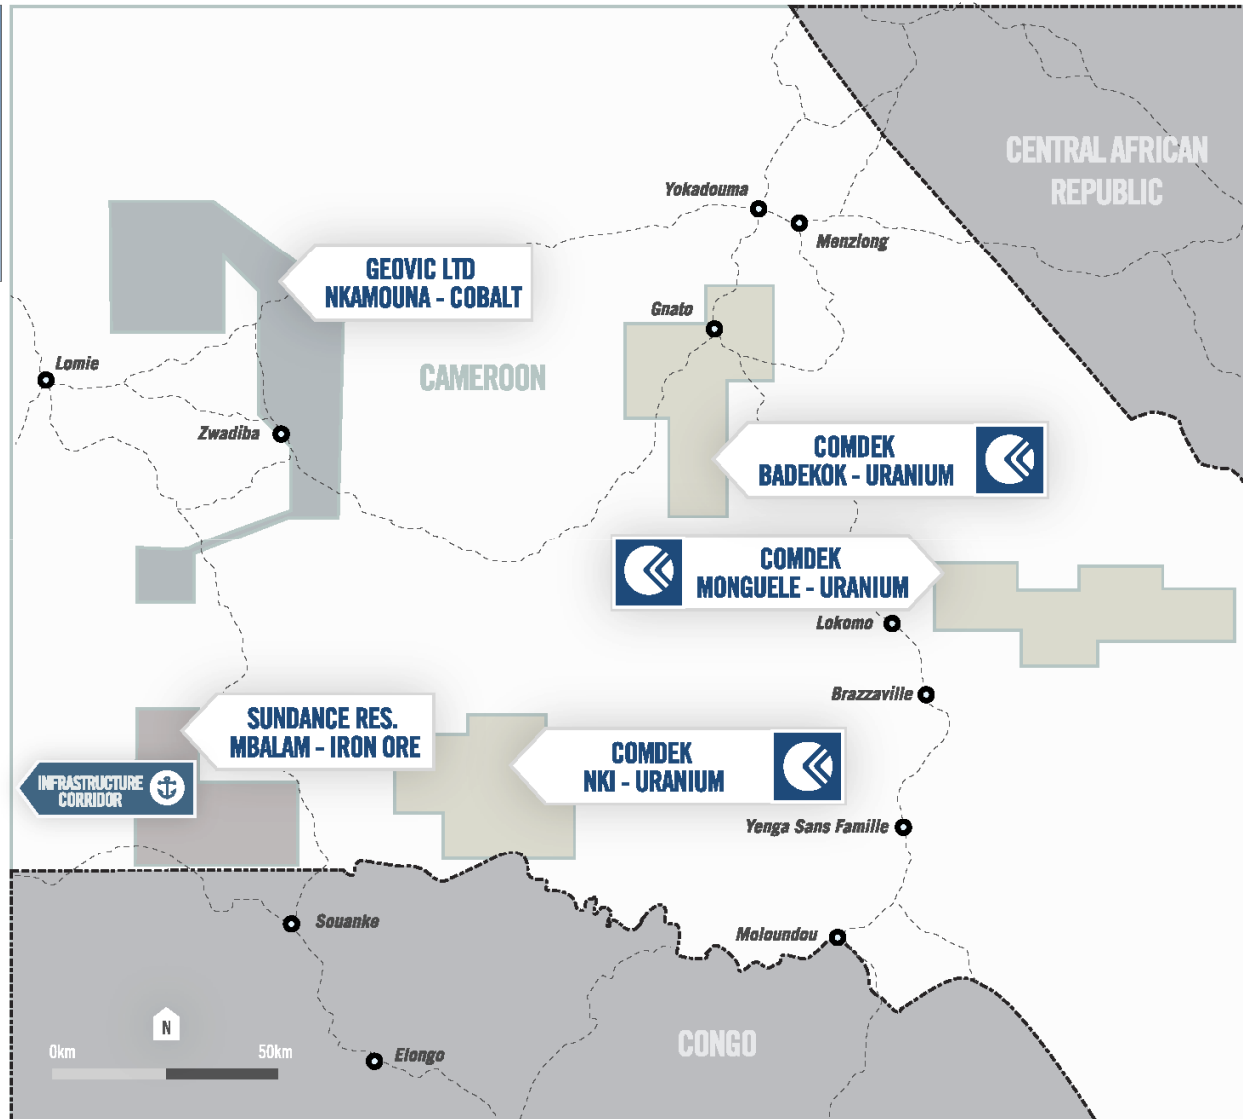 CENTRAL AFRICAN
REPUBLIC
Yokadouma
Menziong
GEOVIC LTD
NKAMOUNA - COBALT
Gnato
Lomie
CAMEROON
Zwadiba
COMDEK
BADEKOK - URANIUM
COMDEK
MONGUELE - URANIUM
Lokomo
Brazzaville
SUNDANCE RES.
MBALAM - IRON ORE
COMDEK
NKI - URANIUM
INFRASTRUCTURE
CORRIDOR
Yenga Sans Famille
Souanke
Moloundou
N
0km
50km
Elongo
CONGO